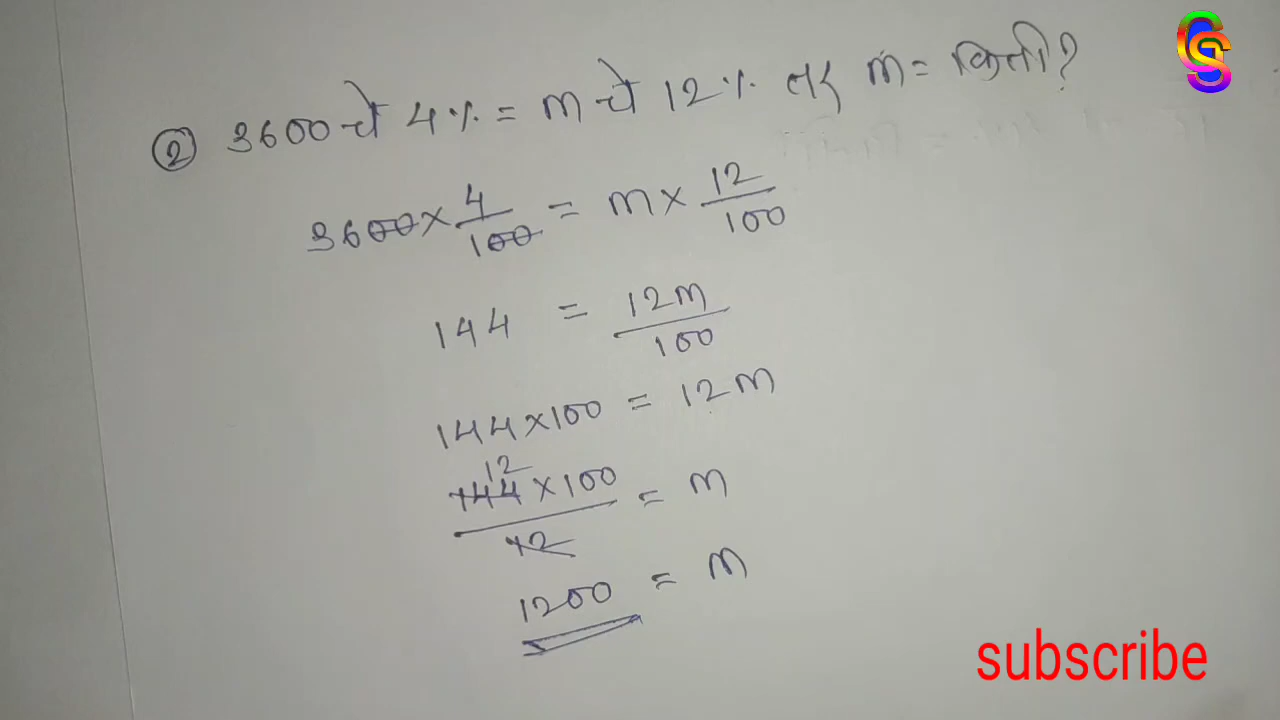 ② 3600 चे 4% = m चे 12% तर m = किती?
3600 × 4/100 = m × 12/100
144 = 12m/100
144 × 100 = 12m
12
144 × 100/12 = m
1200 = m
subscribe